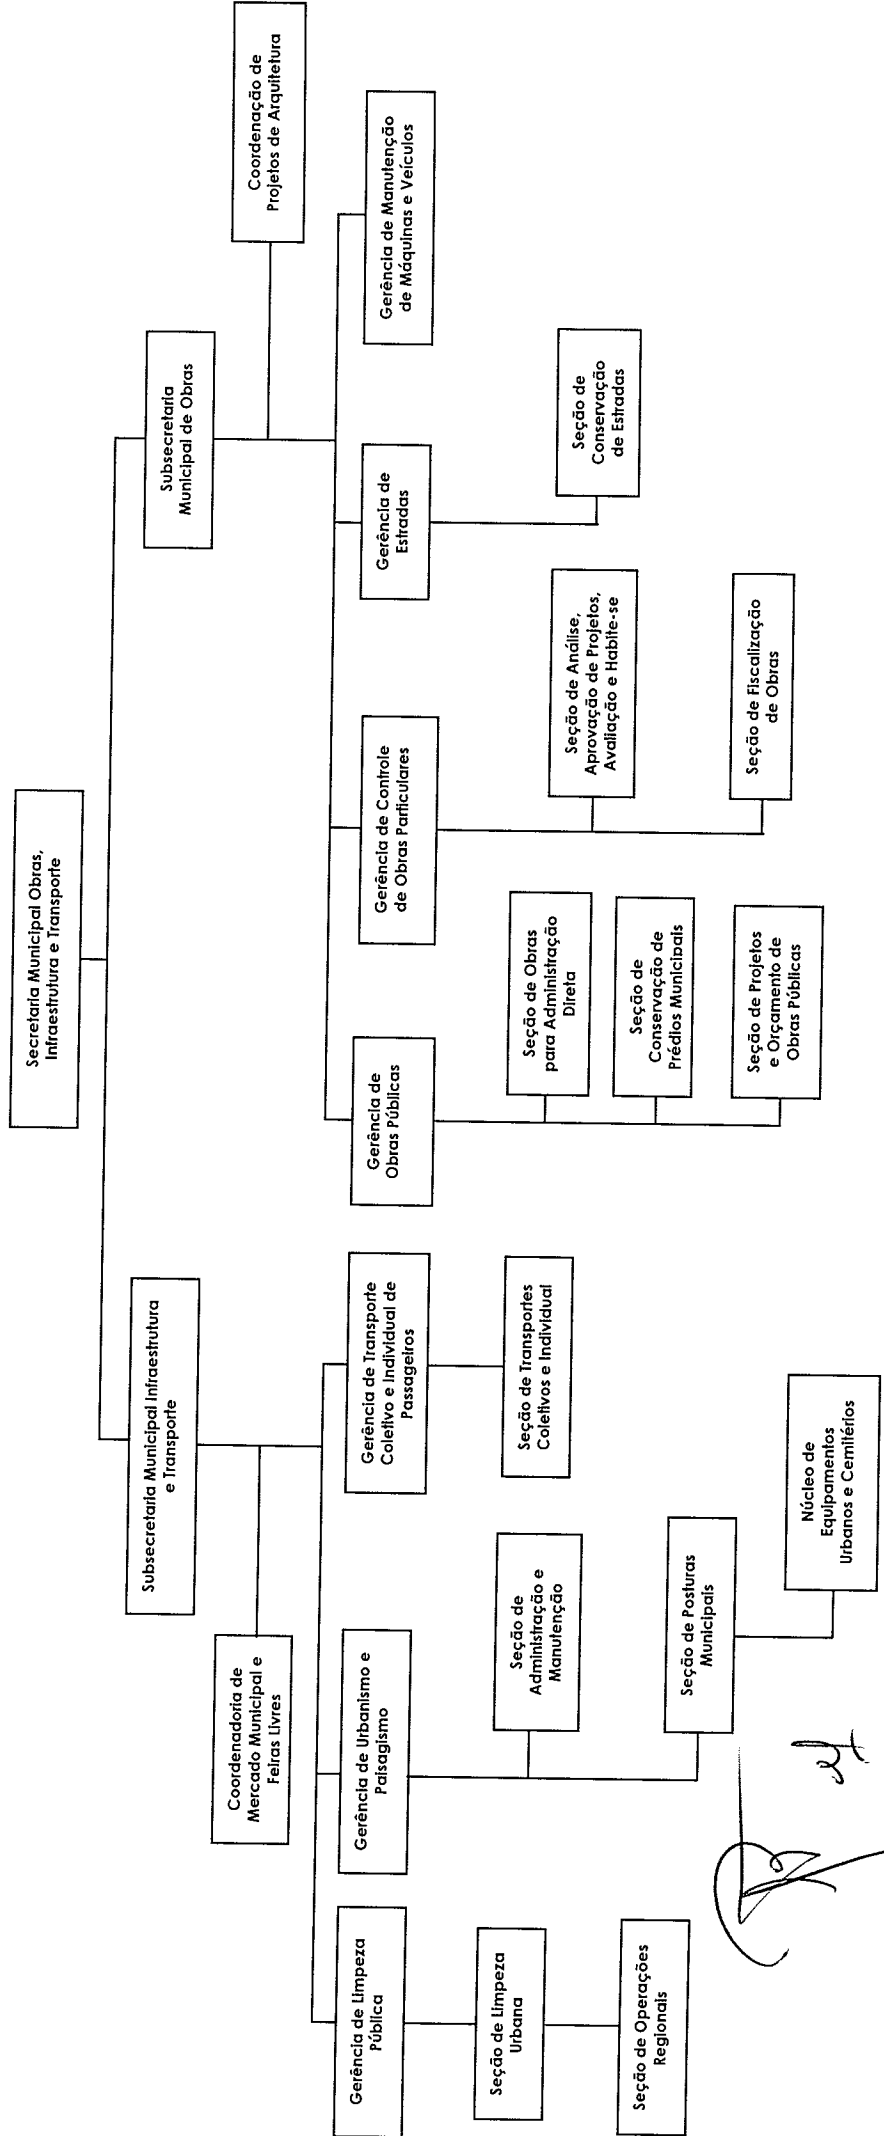 Secretaria Municipal Obras,
Infraestrutura e Transporte
Subsecretaria Municipal Infraestrutura
e Transporte
Subsecretaria
Municipal de Obras
Coordenadoria de
Mercado Municipal e
Feiras Livres
Coordenação de
Projetos de Arquitetura
Gerência de Limpeza
Pública
Gerência de Urbanismo e
Paisagismo
Gerência de Transporte
Coletivo e Individual de
Passageiros
Gerência de
Obras Públicas
Gerência de Controle
de Obras Particulares
Gerência de
Estradas
Gerência de Manutenção
de Máquinas e Veículos
Seção de Limpeza
Urbana
Seção de Administração e
Manutenção
Seção de Transportes
Coletivos e Individual
Seção de Obras
para Administração
Direta
Seção de Análise,
Aprovação de Projetos,
Avaliação e Habite-se
Seção de
Conservação
de Estradas
Seção de Operações
Regionais
Seção de Posturas
Municipais
Seção de
Conservação de
Prédios Municipais
Núcleo de
Equipamentos
Urbanos e Cemitérios
Seção de Projetos
e Orçamento de
Obras Públicas
Seção de Fiscalização
de Obras